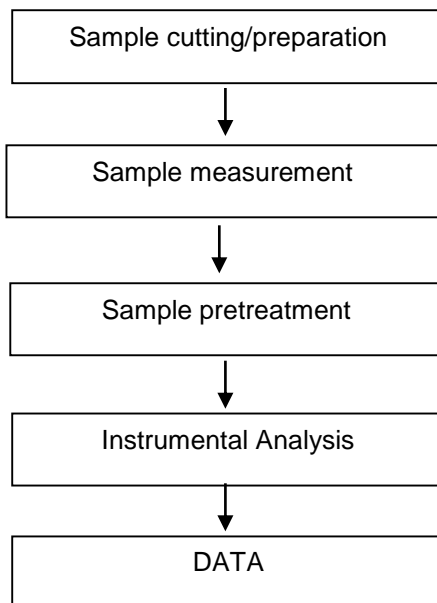 Sample cutting/preparation
Sample measurement
Sample pretreatment
Instrumental Analysis
DATA